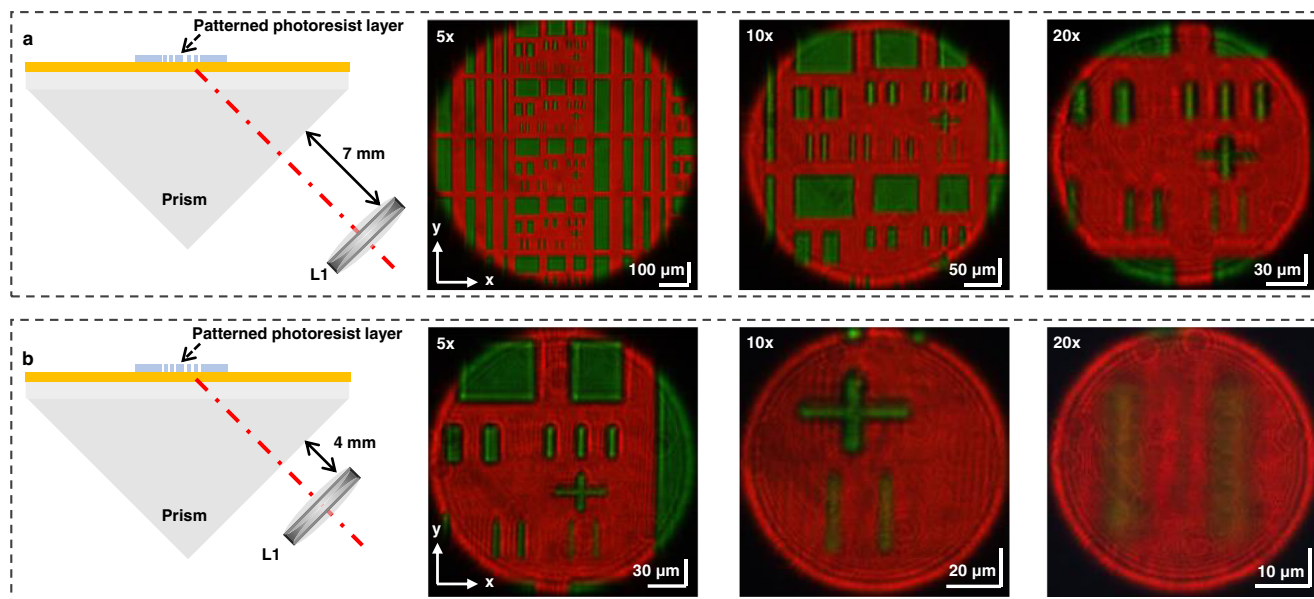 a
Patterned photoresist layer
7 mm
Prism
L1
5x
y
x
100 µm
10x
50 µm
20x
30 µm
b
Patterned photoresist layer
4 mm
Prism
L1
5x
y
x
30 µm
10x
20 µm
20x
10 µm